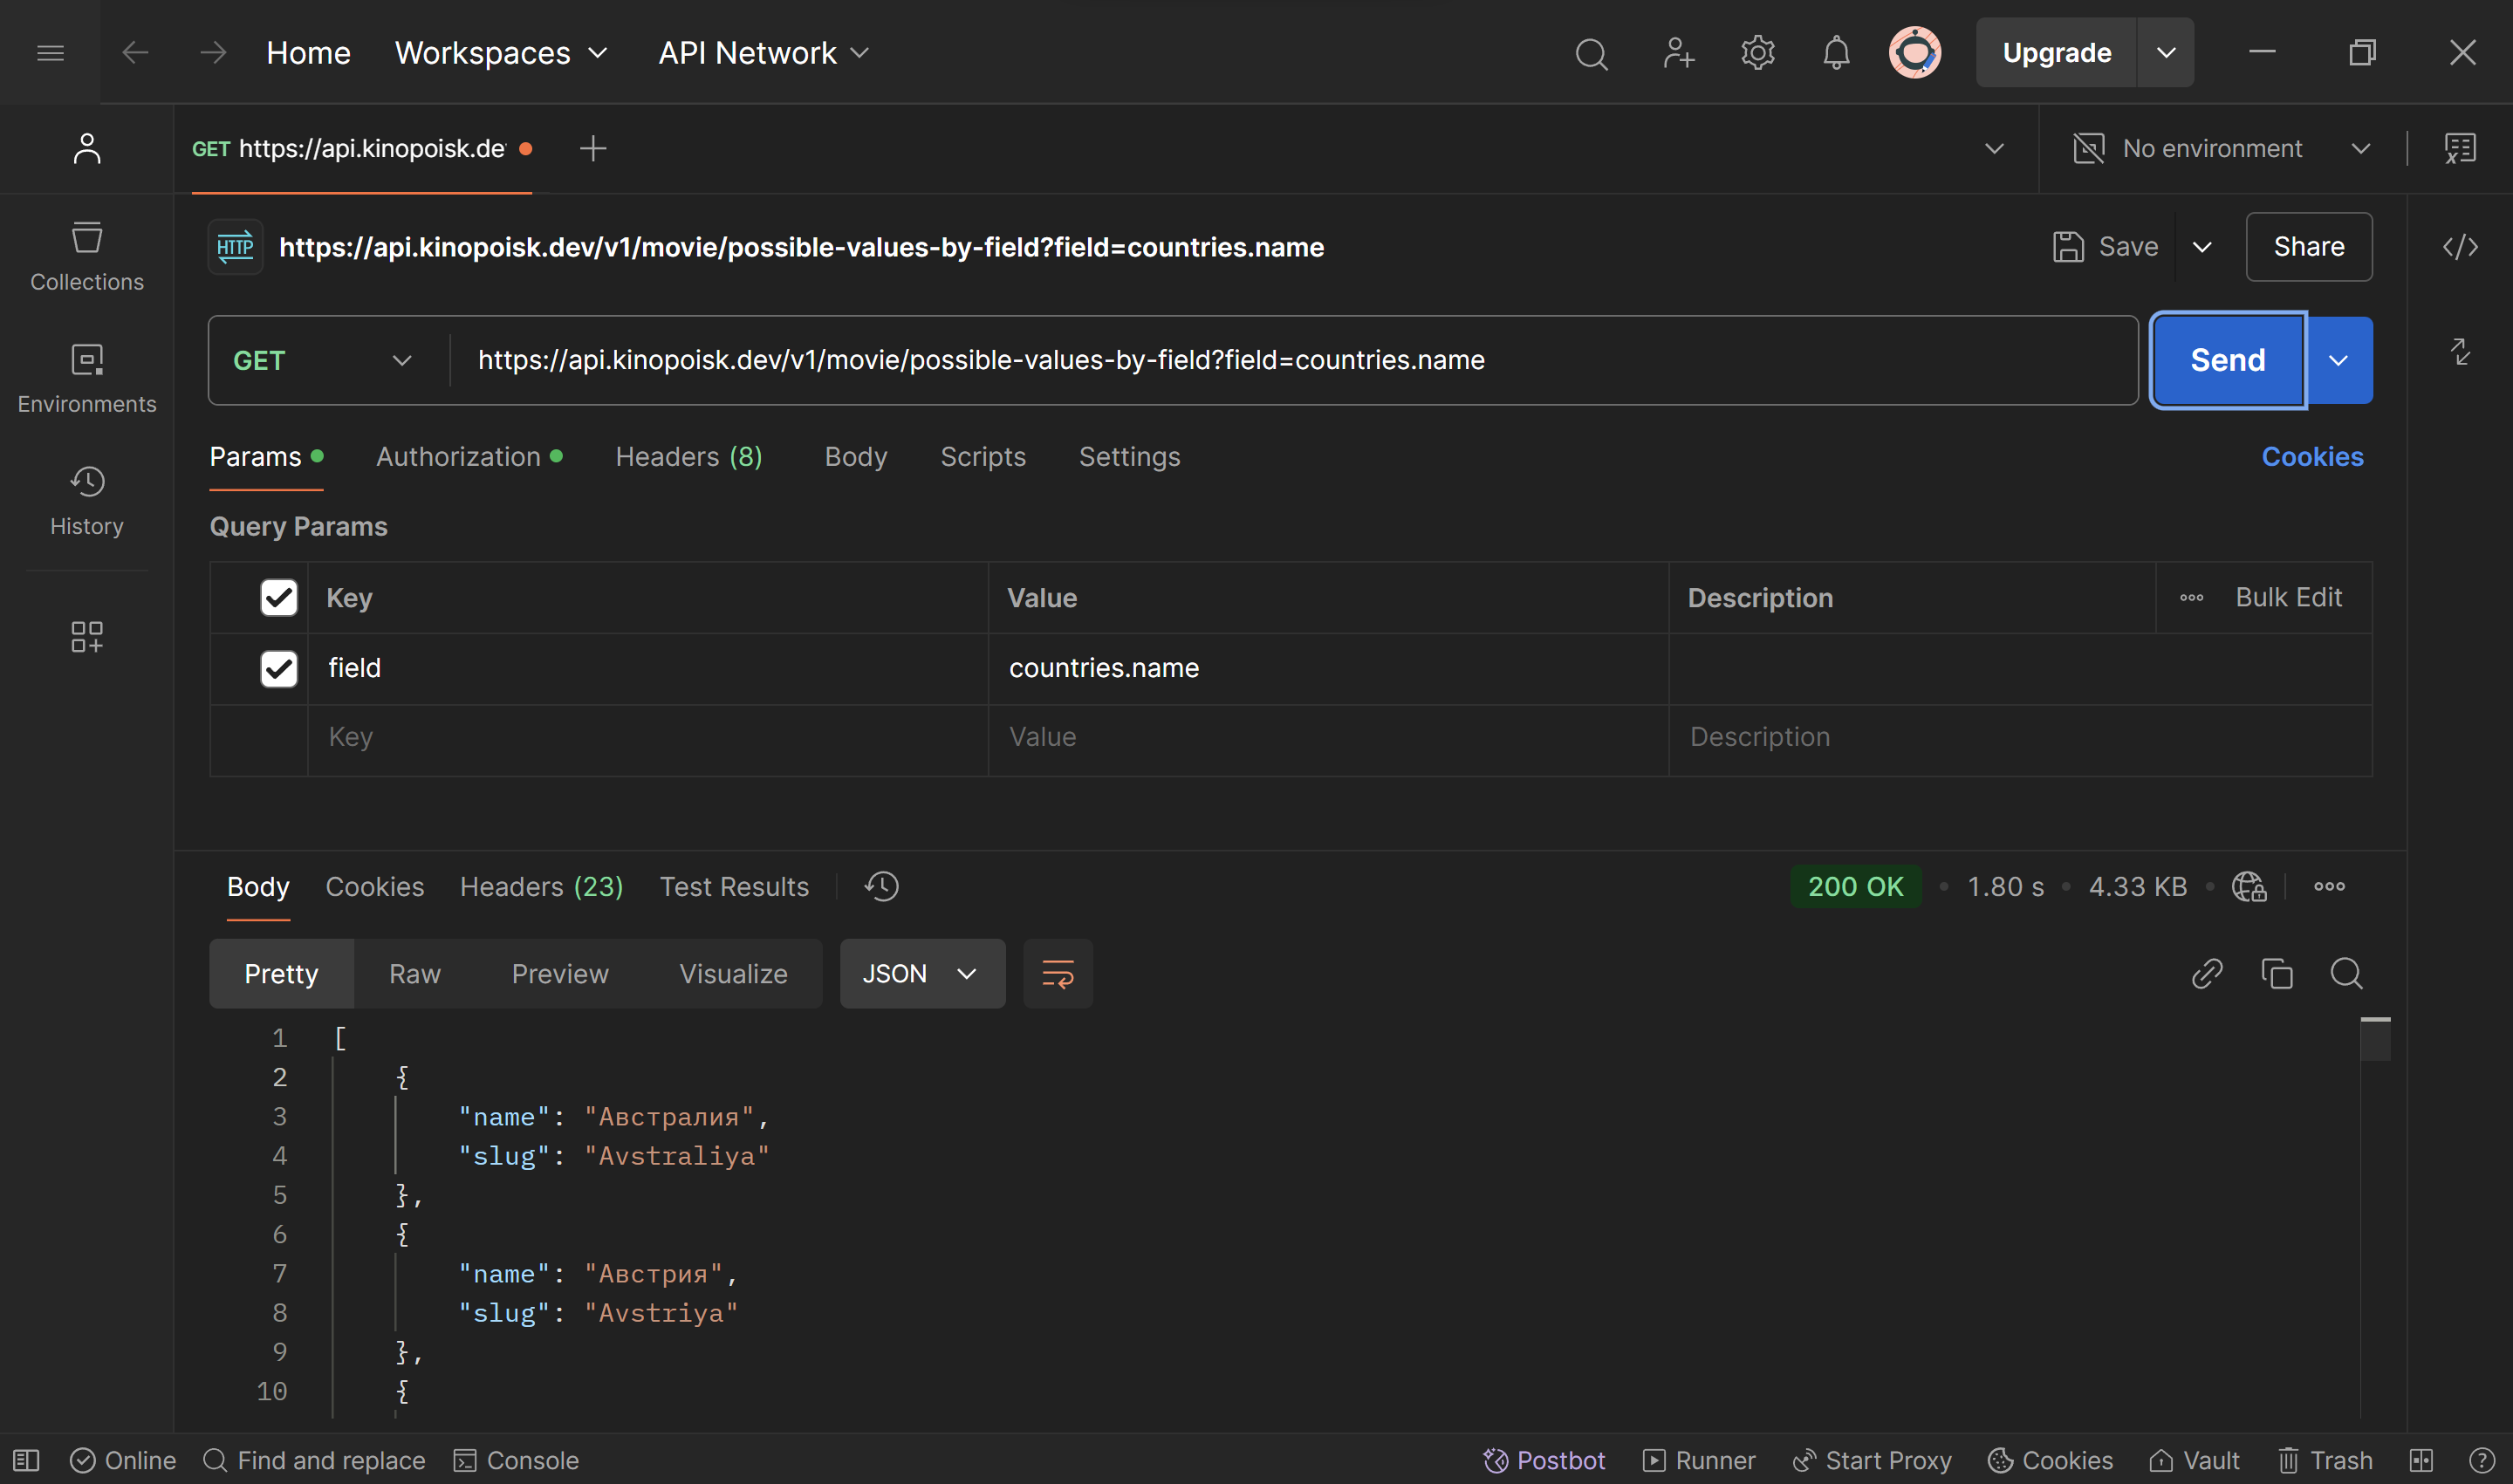 Home Workspaces API Network Upgrade
GET https://api.kinopoisk.de No environment
HTTP https://api.kinopoisk.dev/v1/movie/possible-values-by-field?field=countries.name Save Share
Collections
GET https://api.kinopoisk.dev/v1/movie/possible-values-by-field?field=countries.name Send
Environments
Params Authorization Headers (8) Body Scripts Settings Cookies
History
Query Params
Key Value Description Bulk Edit
field countries.name
Key Value Description
Body Cookies Headers (23) Test Results 200 OK 1.80 s 4.33 KB
Pretty Raw Preview Visualize JSON
1 [
2 {
3 "name": "Австралия",
4 "slug": "Avstraliya"
5 },
6 {
7 "name": "Австрия",
8 "slug": "Avstriya"
9 },
10 {
Online Find and replace Console Postbot Runner Start Proxy Cookies Vault Trash